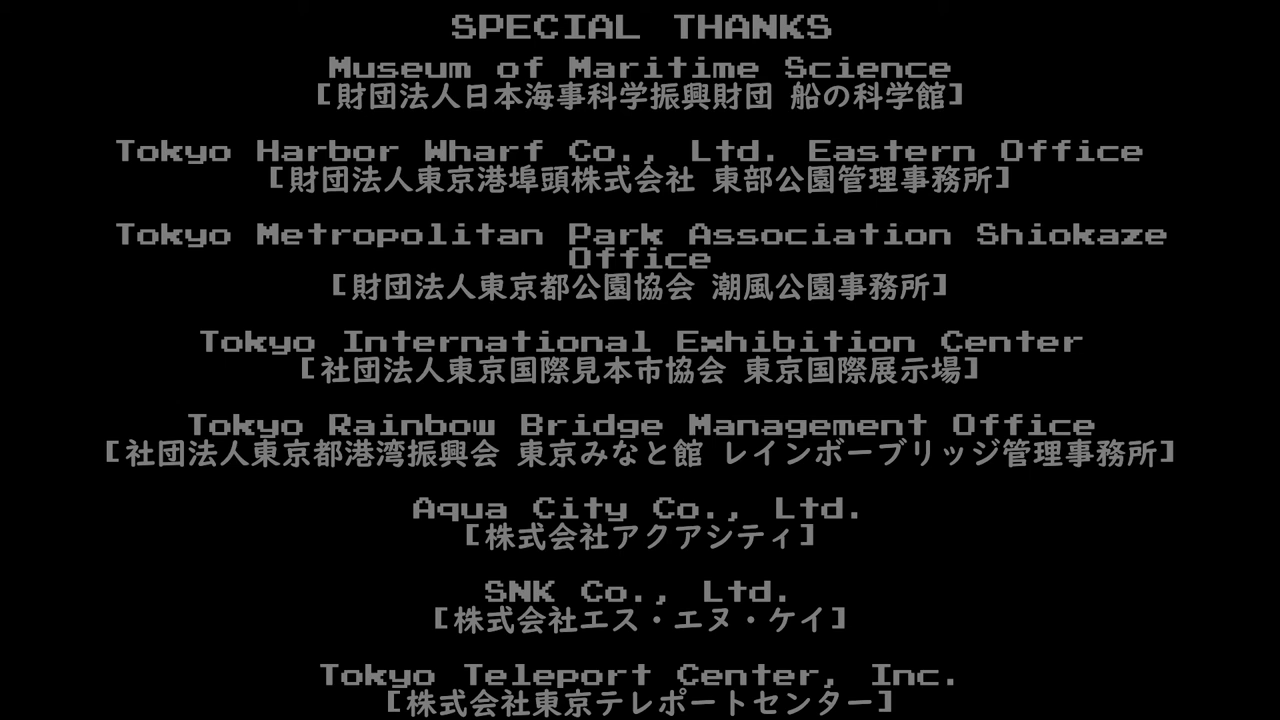 SPECIAL THANKS
Museum of Maritime Science
[財団法人日本海事科学振興財団 船の科学館]
Tokyo Harbor Wharf Co., Ltd. Eastern Office
[財団法人東京港埠頭株式会社 東部公園管理事務所]
Tokyo Metropolitan Park Association Shiokaze
Office
[財団法人東京都公園協会 潮風公園事務所]
Tokyo International Exhibition Center
[社団法人東京国際見本市協会 東京国際展示場]
Tokyo Rainbow Bridge Management Office
[社団法人東京都港湾振興会 東京みなと館 レインボーブリッジ管理事務所]
Aqua City Co., Ltd.
[株式会社アクアシティ]
SNK Co., Ltd.
[株式会社エス・エヌ・ケイ]
Tokyo Teleport Center, Inc.
[株式会社東京テレポートセンター]